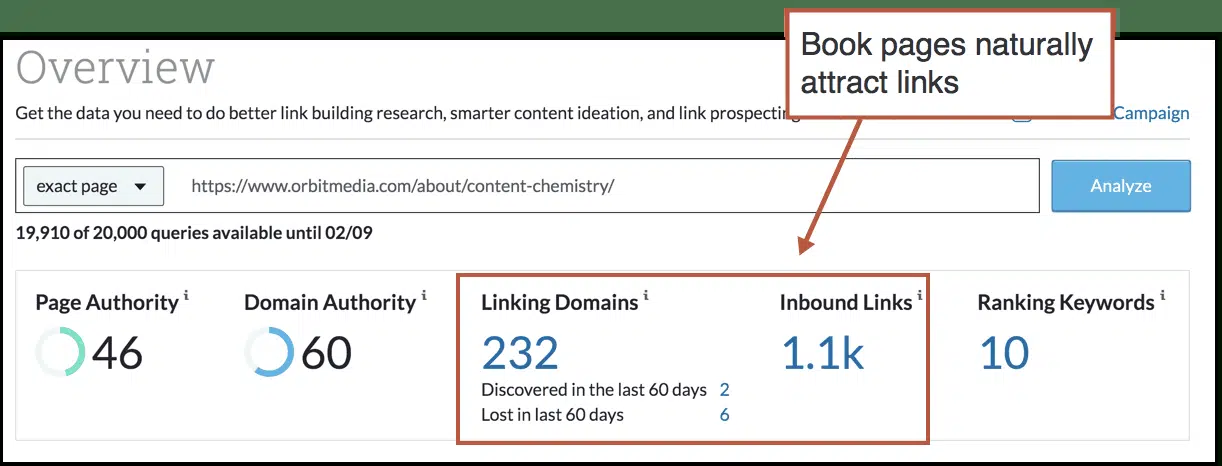 Book pages naturally
attract links
Overview
Get the data you need to do better link building research, smarter content ideation, and link prospecting
Campaign
exact page
https://www.orbitmedia.com/about/content-chemistry/
Analyze
19,910 of 20,000 queries available until 02/09
Page Authority i
Domain Authority i
Linking Domains i
Inbound Links i
Ranking Keywords i
46
60
232
1.1k
10
Discovered in the last 60 days 2
Lost in last 60 days 6